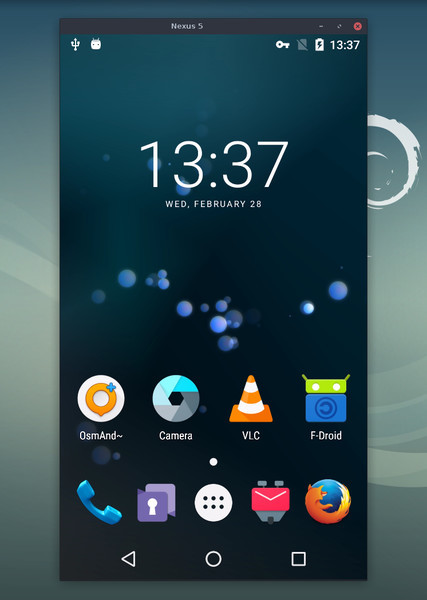 Nexus 5
13:37
13:37
WED, FEBRUARY 28
OsmAnd~
Camera
VLC
F-Droid